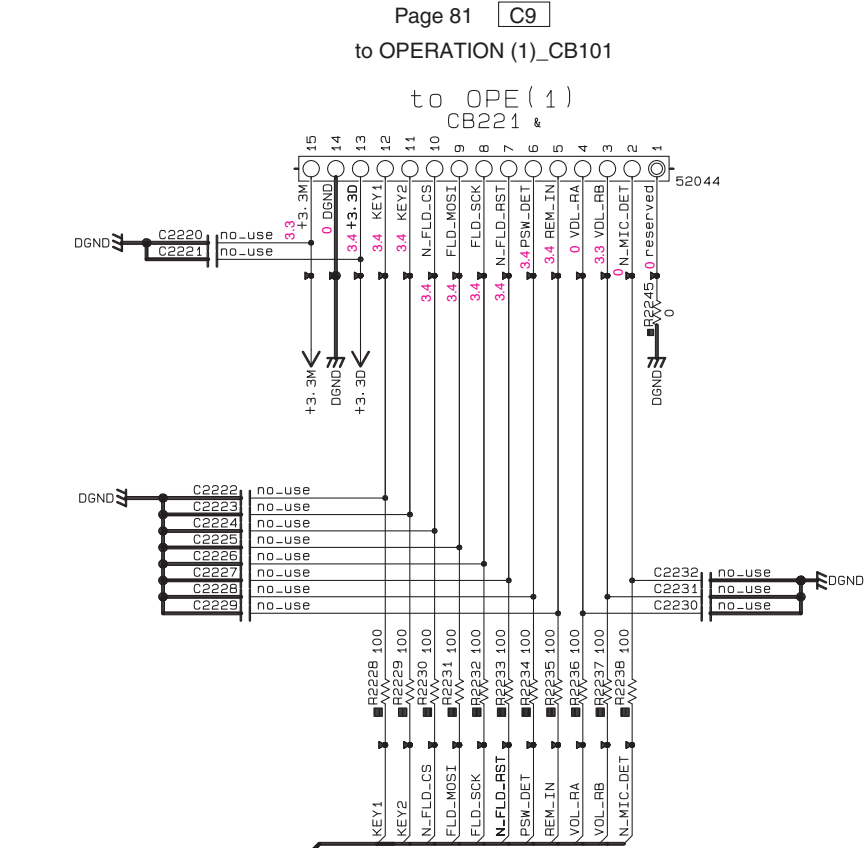 Page 81 C9
to OPERATION (1)_CB101
to OPE(1)
CB221 &
15 14 13 12 11 10 9 8 7 6 5 4 3 2 1
52044
+3.3M
DGND
+3.3D
KEY1
KEY2
N_FLD_CS
FLD_MOSI
FLD_SCK
N_FLD_RST
PSW_DET
REM_IN
VOL_RA
VOL_RB
N_MIC_DET
reserved
3.3
0
3.4
3.4
3.4
3.4
3.4
3.4
3.4
3.4
3.4
0
3.3
0
0
DGND
C2220 no_use
C2221 no_use
R2245 0
+3.3M
DGND
+3.3D
DGND
DGND
C2222 no_use
C2223 no_use
C2224 no_use
C2225 no_use
C2226 no_use
C2227 no_use
C2228 no_use
C2229 no_use
C2232 no_use
C2231 no_use
C2230 no_use
DGND
R2228 100
R2229 100
R2230 100
R2231 100
R2232 100
R2233 100
R2234 100
R2235 100
R2236 100
R2237 100
R2238 100
KEY1
KEY2
N_FLD_CS
FLD_MOSI
FLD_SCK
N_FLD_RST
PSW_DET
REM_IN
VOL_RA
VOL_RB
N_MIC_DET